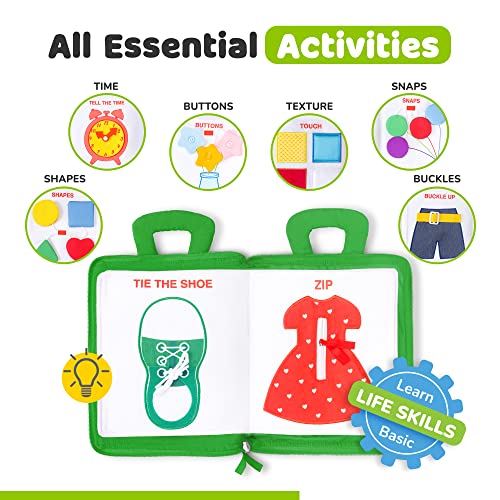 All Essential Activities
TIME
TELL THE TIME
BUTTONS
BUTTONS
TEXTURE
TOUCH
SNAPS
SNAPS
SHAPES
SHAPES
BUCKLES
BUCKLE UP
TIE THE SHOE
ZIP
Learn
LIFE SKILLS
Basic